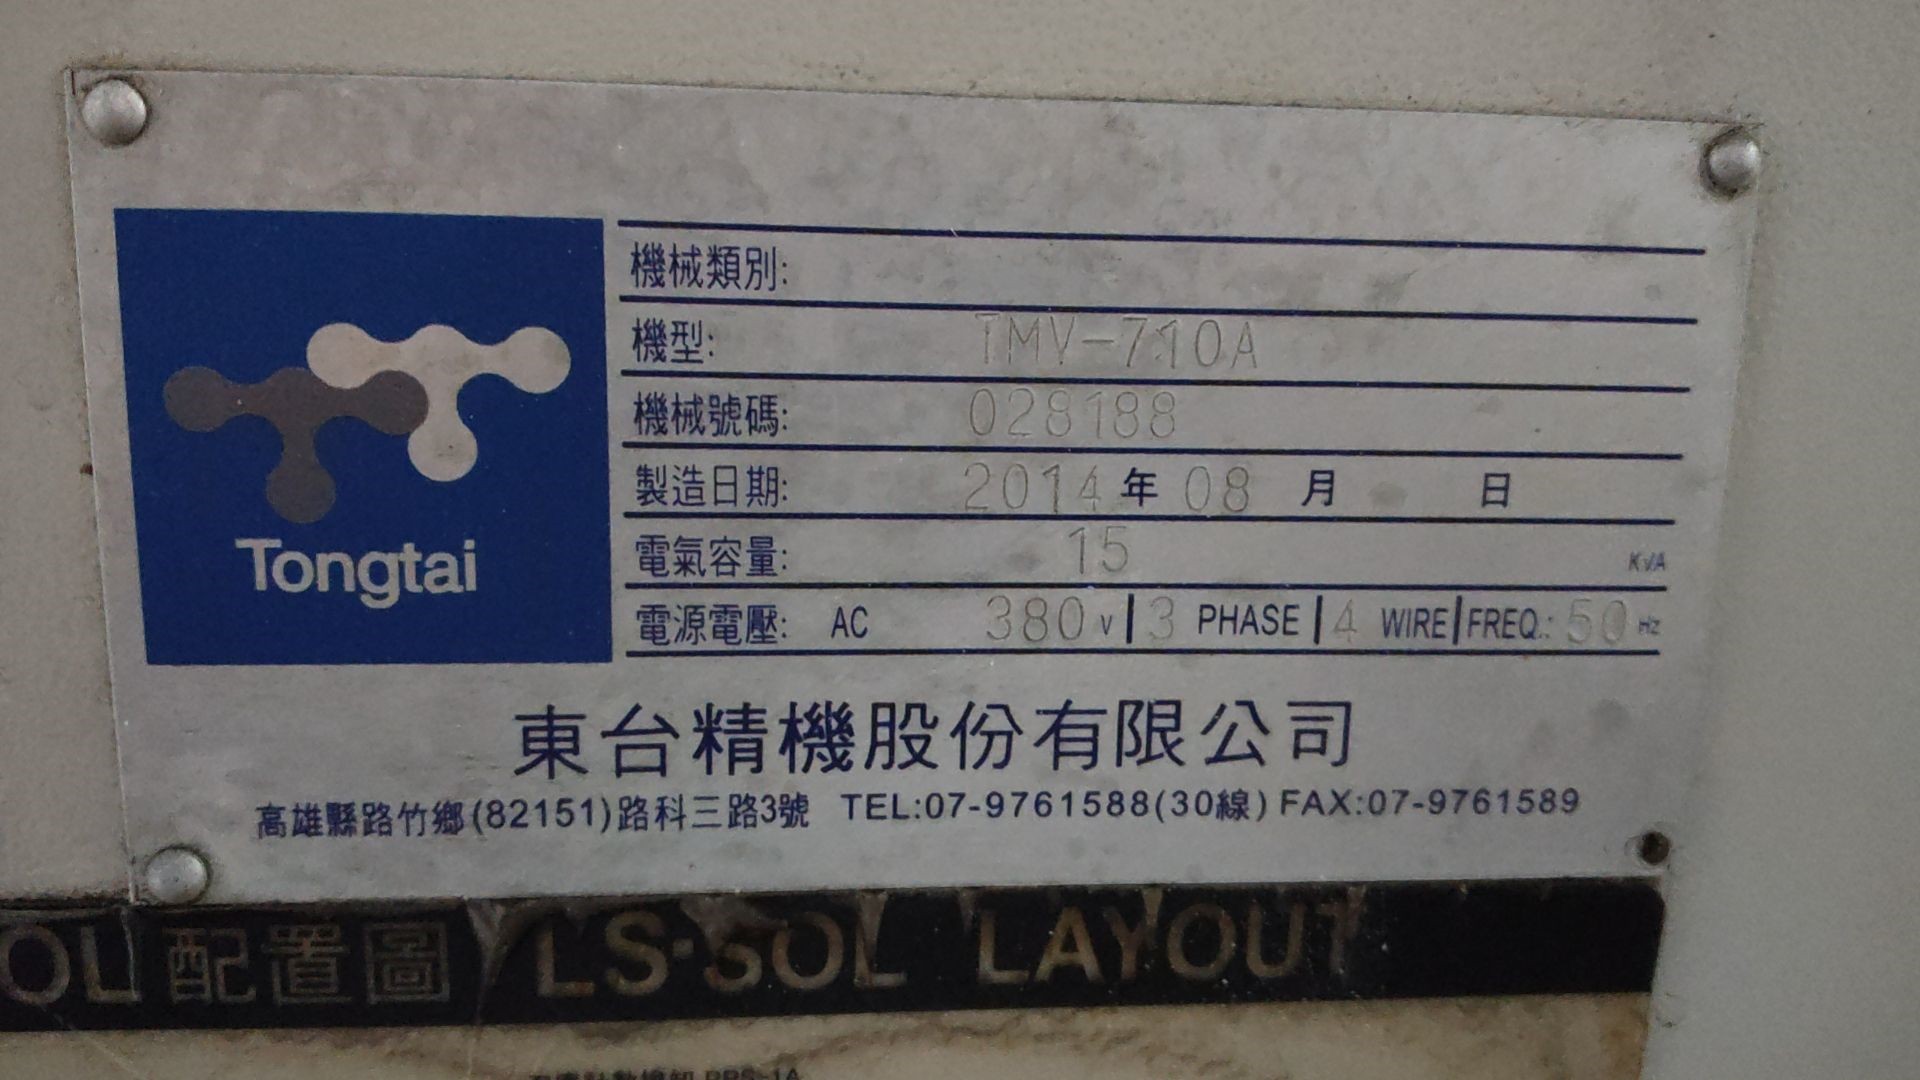 Tongtai
機械類別:
機型: TMV-710A
機械號碼: 028188
製造日期: 2014 年 08 月 日
電氣容量: 15 KVA
電源電壓: AC 380 V | 3 PHASE | 4 WIRE | FREQ.: 50 Hz
東台精機股份有限公司
高雄縣路竹鄉(82151)路科三路3號 TEL:07-9761588(30線) FAX:07-9761589
OL 配置圖 LS·SOL LAYOUT
PRS-1A